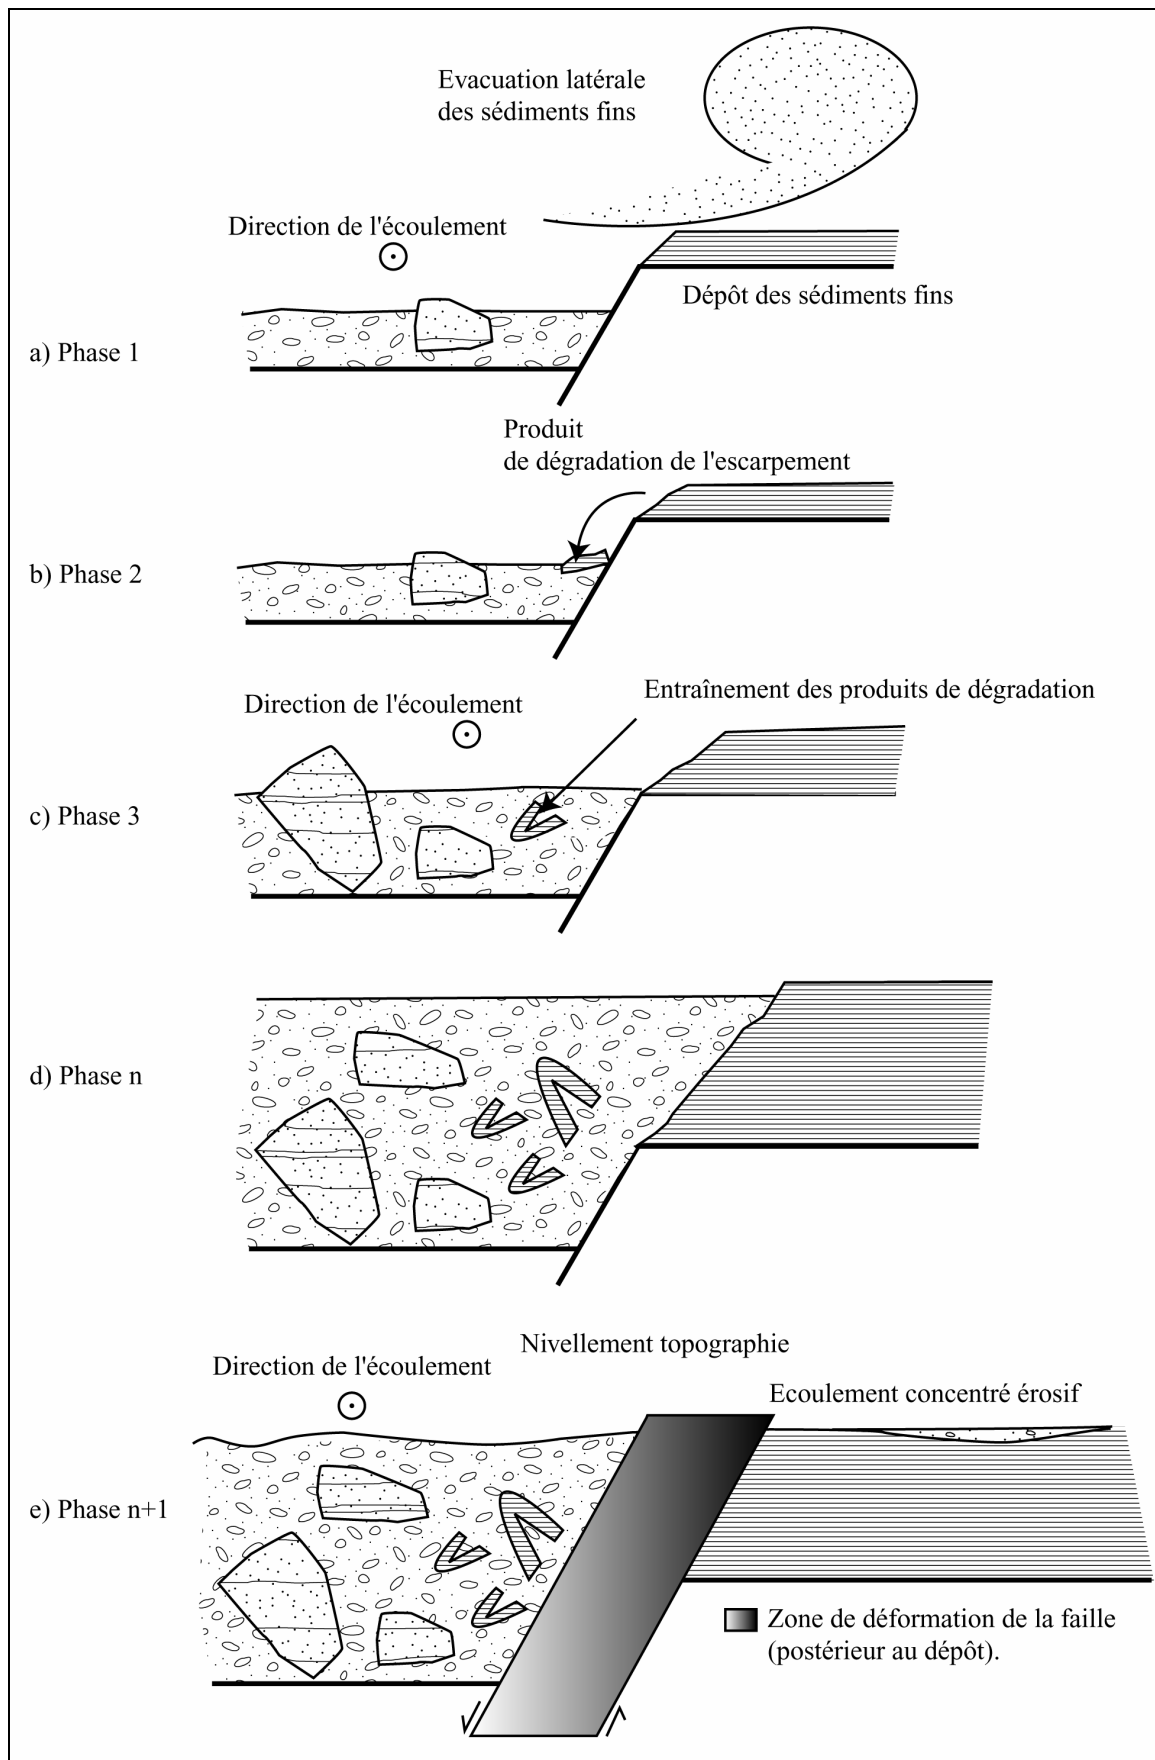 Evacuation latérale
des sédiments fins
Direction de l'écoulement
Dépôt des sédiments fins
a) Phase 1
Produit
de dégradation de l'escarpement
b) Phase 2
Entraînement des produits de dégradation
Direction de l'écoulement
c) Phase 3
d) Phase n
Nivellement topographie
Direction de l'écoulement
Ecoulement concentré érosif
e) Phase n+1
Zone de déformation de la faille
(postérieur au dépôt).